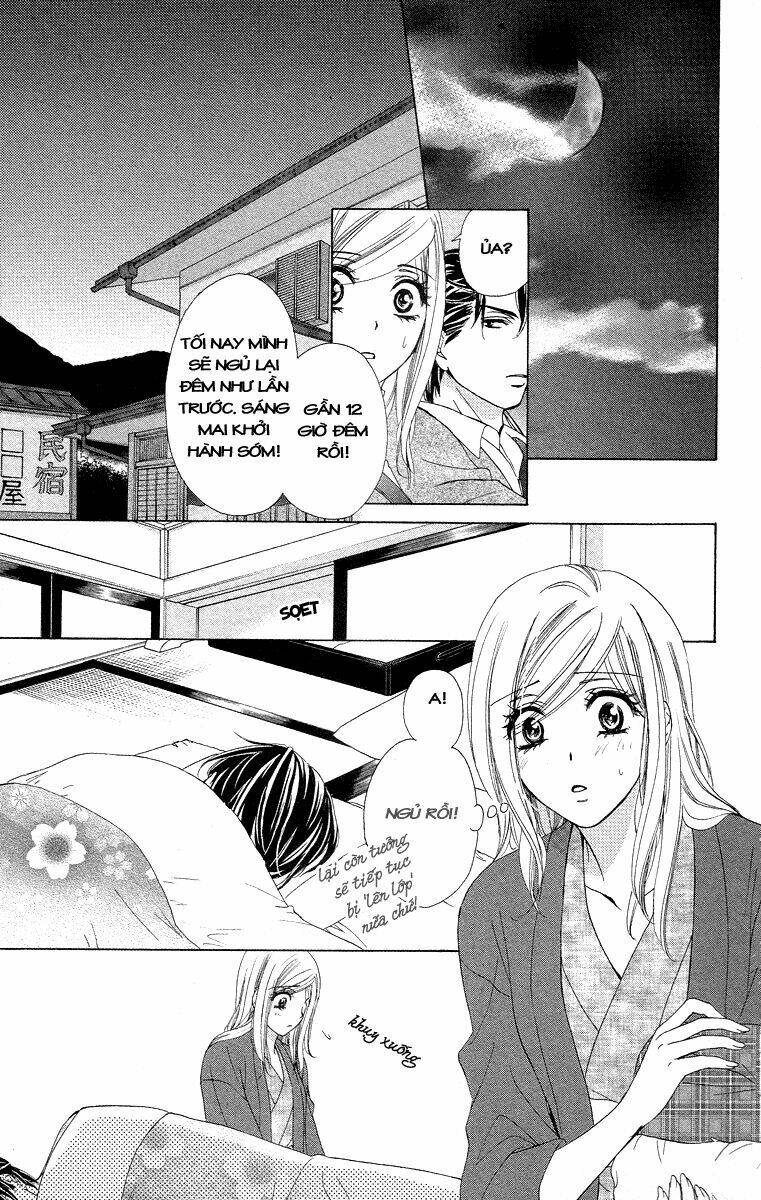 ỦA?
GẦN 12
GIỜ ĐÊM
RỒI!
TỐI NAY MÌNH
SẼ NGỦ LẠI
ĐÊM NHƯ LẦN
TRƯỚC. SÁNG
MAI KHỞI
HÀNH SỚM!
民宿
屋
SOẸT
A!
NGỦ RỒI!
lại còn tưởng
sẽ tiếp tục
bị 'lên lớp'
nữa chứ!
khuỵ xuống